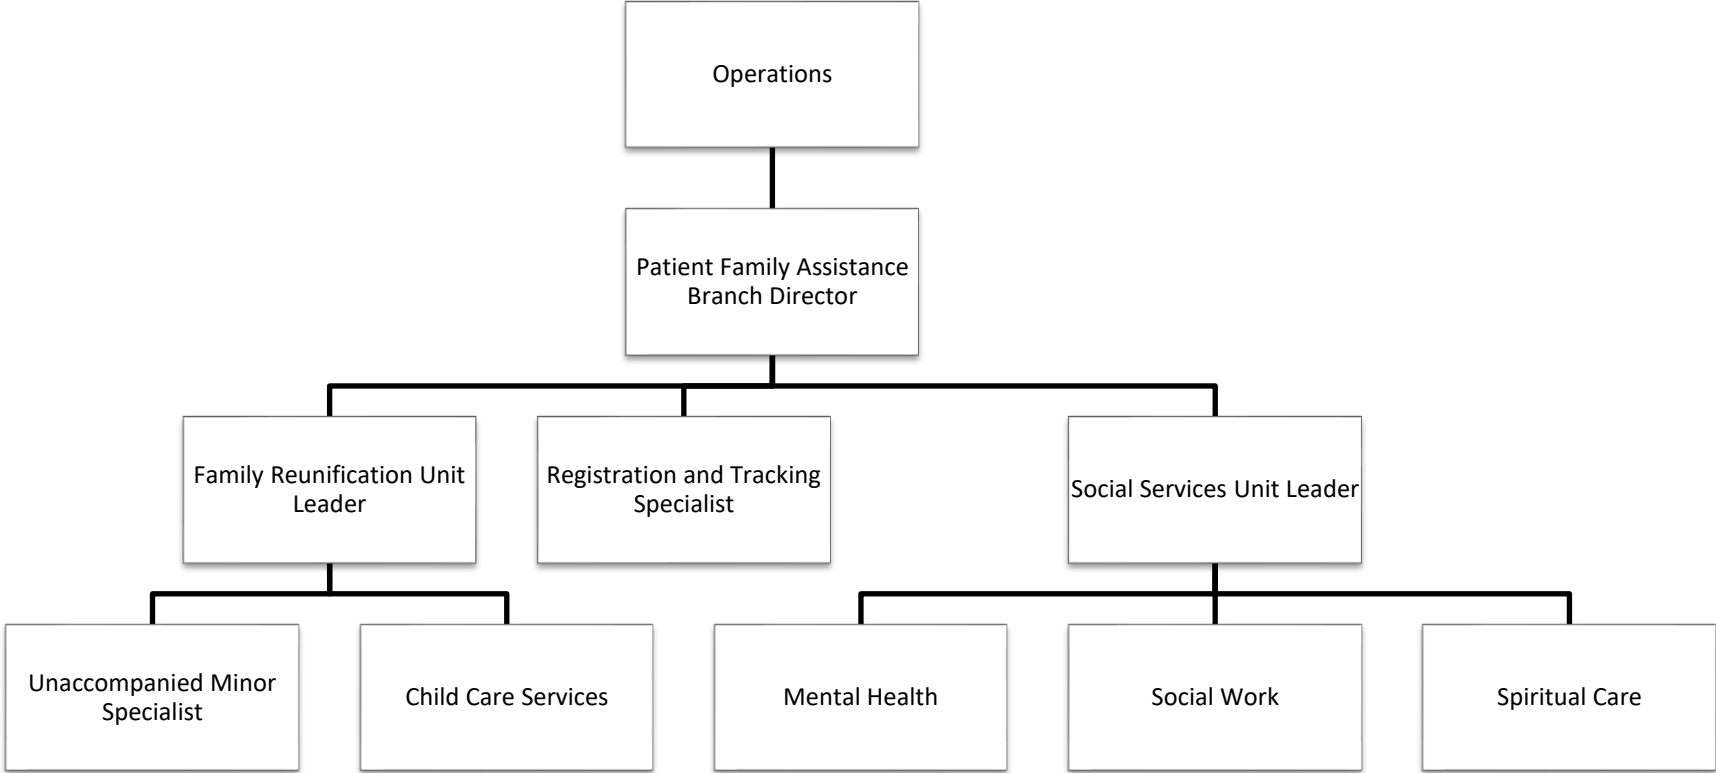 Operations
Patient Family Assistance
Branch Director
Family Reunification Unit
Leader
Registration and Tracking
Specialist
Social Services Unit Leader
Unaccompanied Minor
Specialist
Child Care Services
Mental Health
Social Work
Spiritual Care